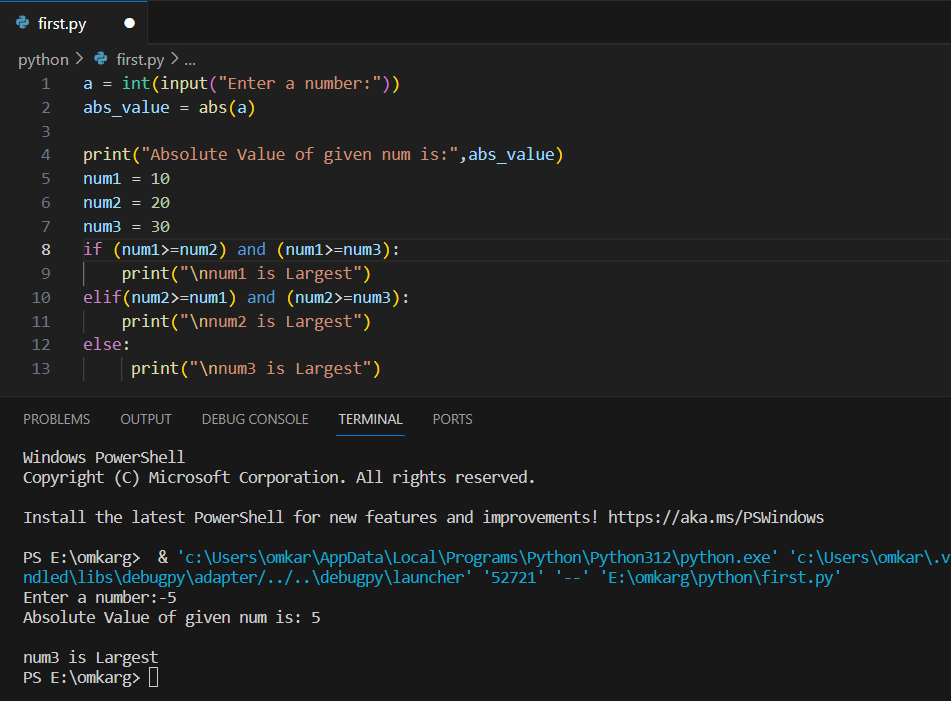 first.py
python > first.py > ...
1 a = int(input("Enter a number:"))
2 abs_value = abs(a)
3
4 print("Absolute Value of given num is:",abs_value)
5 num1 = 10
6 num2 = 20
7 num3 = 30
8 if (num1>=num2) and (num1>=num3):
9     print("\nnum1 is Largest")
10 elif(num2>=num1) and (num2>=num3):
11     print("\nnum2 is Largest")
12 else:
13      print("\nnum3 is Largest")
PROBLEMS OUTPUT DEBUG CONSOLE TERMINAL PORTS
Windows PowerShell
Copyright (C) Microsoft Corporation. All rights reserved.
Install the latest PowerShell for new features and improvements! https://aka.ms/PSWindows
PS E:\omkarg>  & 'c:\Users\omkar\AppData\Local\Programs\Python\Python312\python.exe' 'c:\Users\omkar\.v
ndled\libs\debugpy\adapter/../..\debugpy\launcher' '52721' '--' 'E:\omkarg\python\first.py'
Enter a number:-5
Absolute Value of given num is: 5
num3 is Largest
PS E:\omkarg>